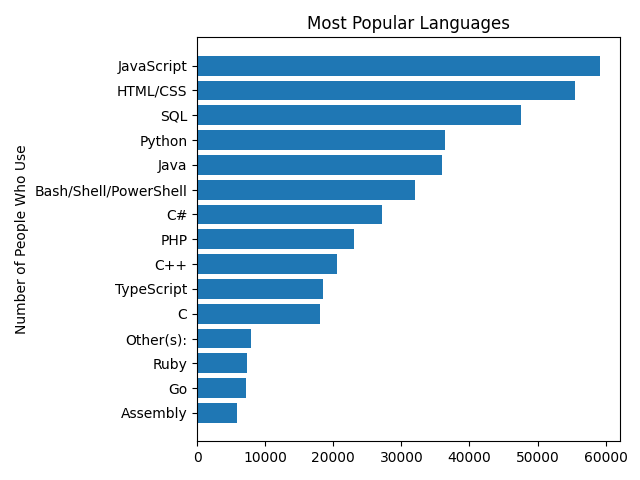 Most Popular Languages
Number of People Who Use
JavaScript
HTML/CSS
SQL
Python
Java
Bash/Shell/PowerShell
C#
PHP
C++
TypeScript
C
Other(s):
Ruby
Go
Assembly
0 10000 20000 30000 40000 50000 60000